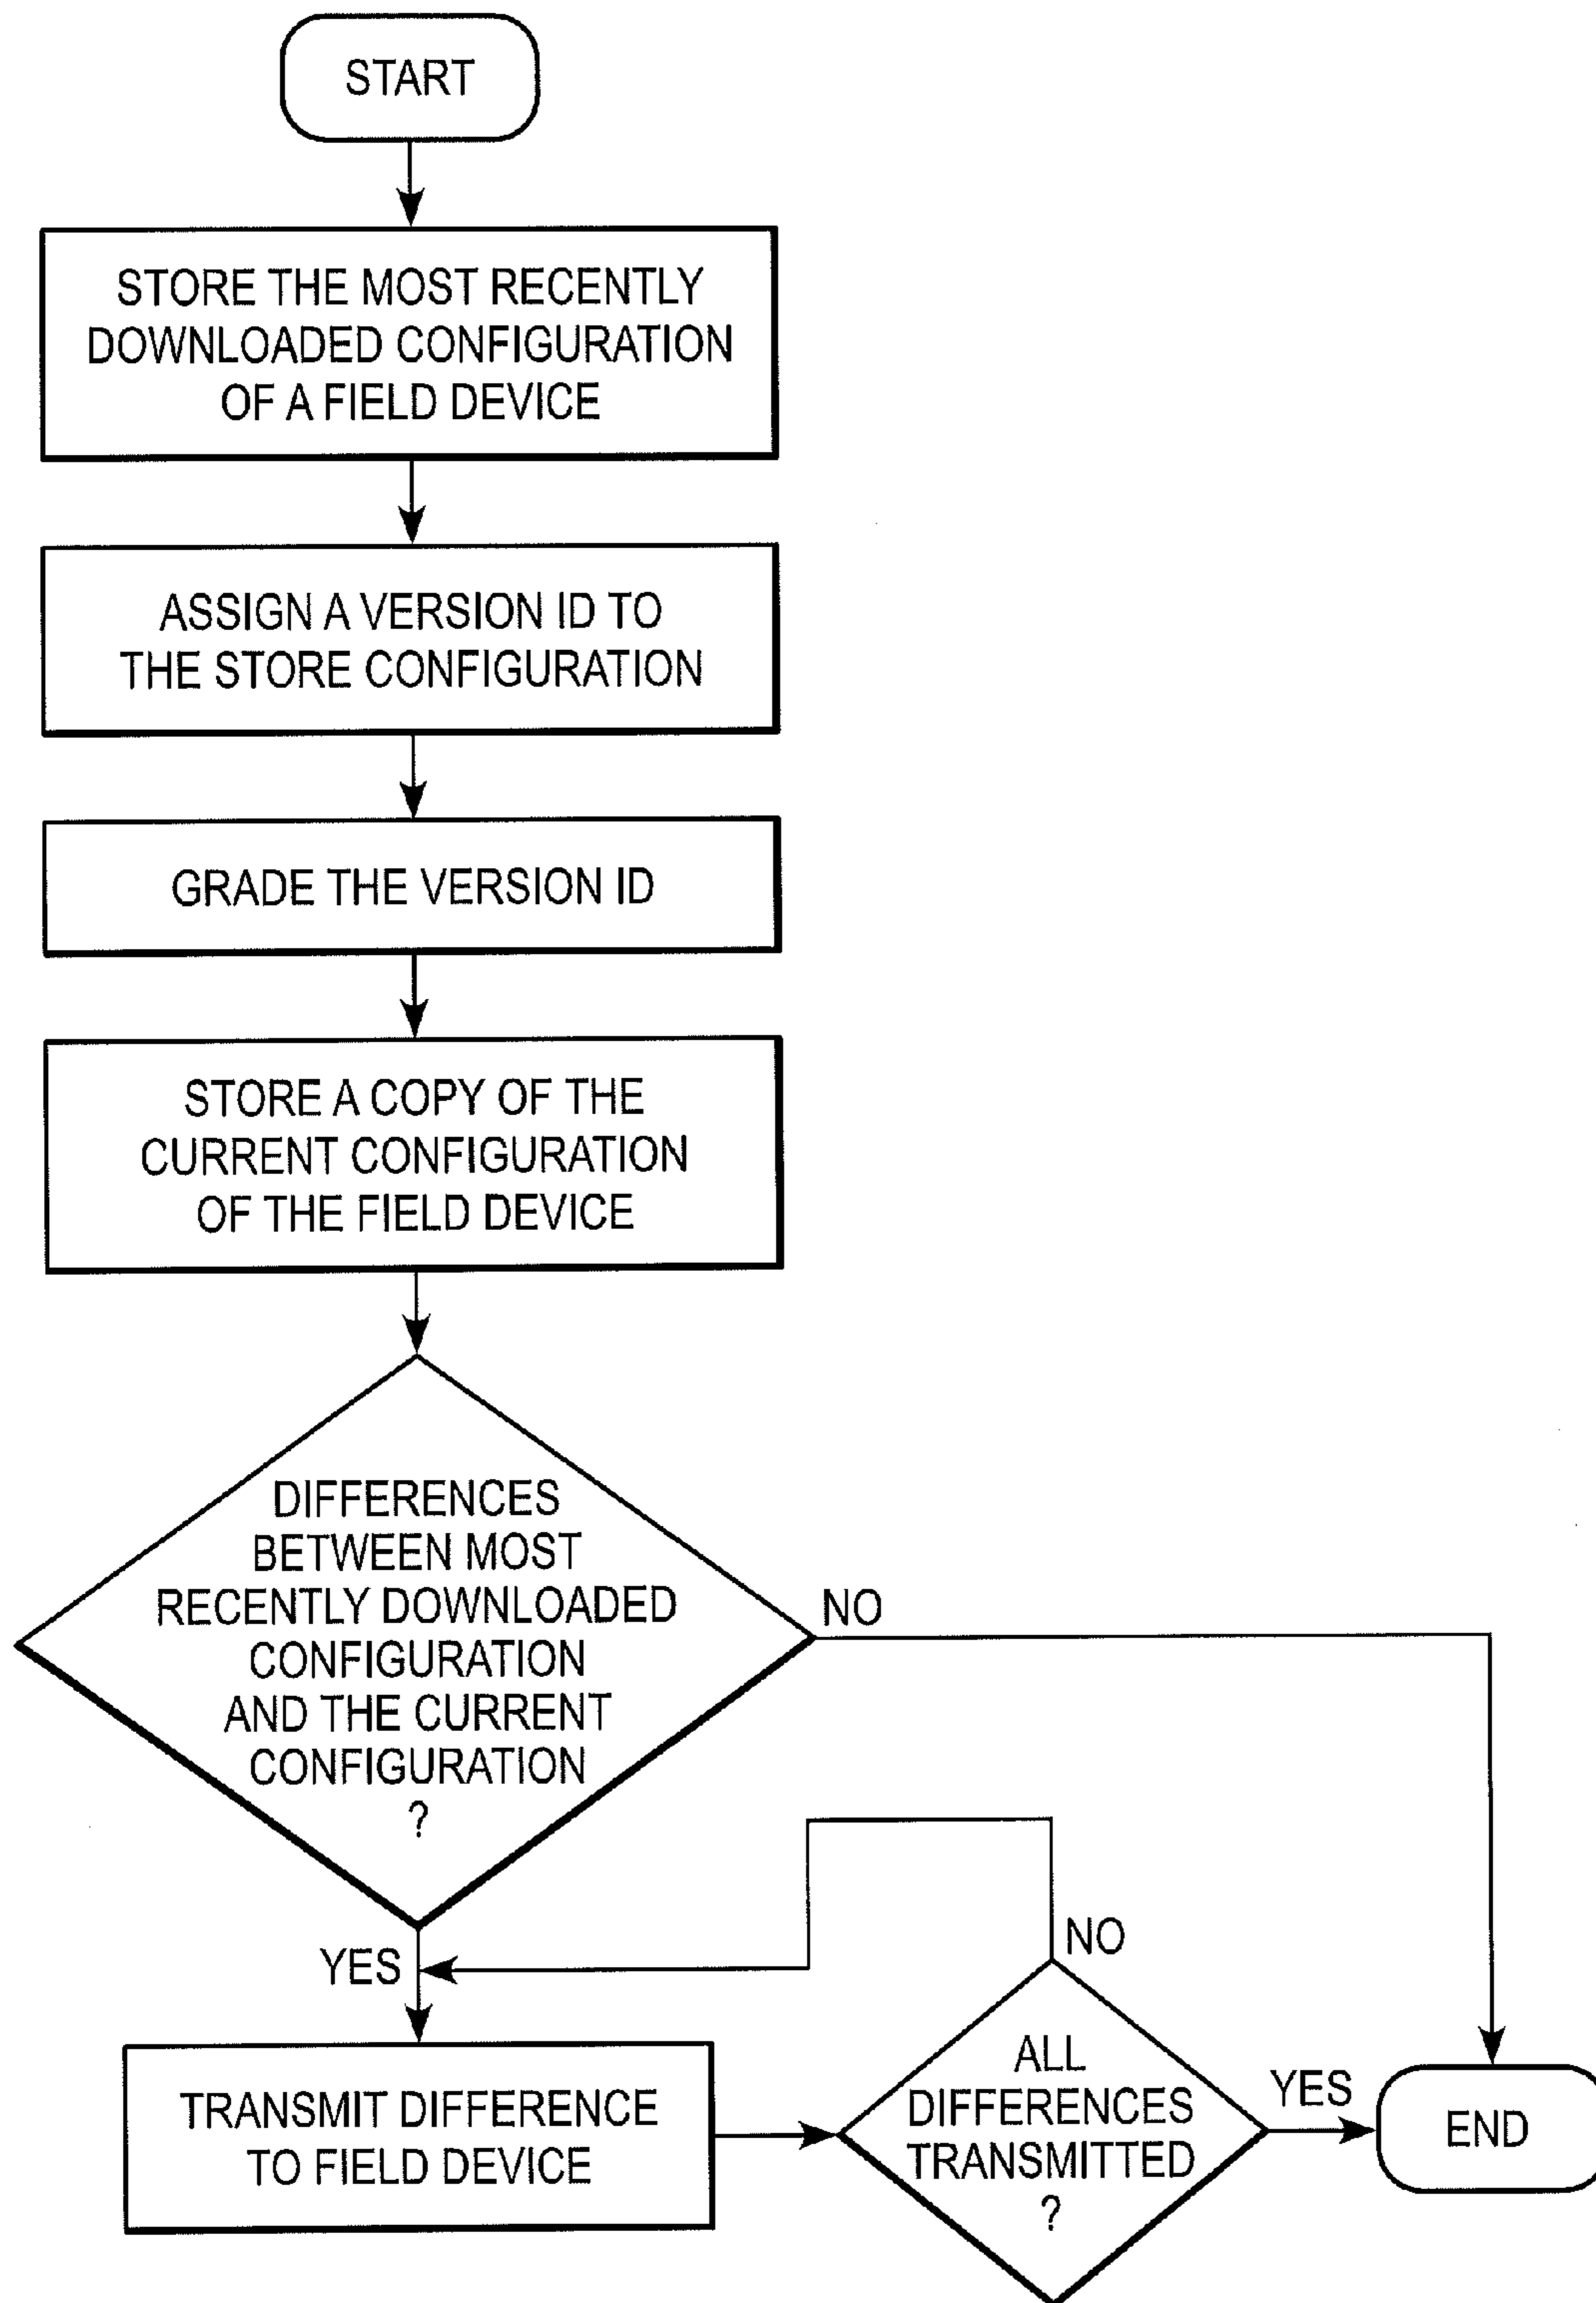 START
STORE THE MOST RECENTLY
DOWNLOADED CONFIGURATION
OF A FIELD DEVICE
ASSIGN A VERSION ID TO
THE STORE CONFIGURATION
GRADE THE VERSION ID
STORE A COPY OF THE
CURRENT CONFIGURATION
OF THE FIELD DEVICE
DIFFERENCES
BETWEEN MOST
RECENTLY DOWNLOADED
CONFIGURATION
AND THE CURRENT
CONFIGURATION
?
NO
YES
NO
TRANSMIT DIFFERENCE
TO FIELD DEVICE
ALL
DIFFERENCES
TRANSMITTED
?
YES
END